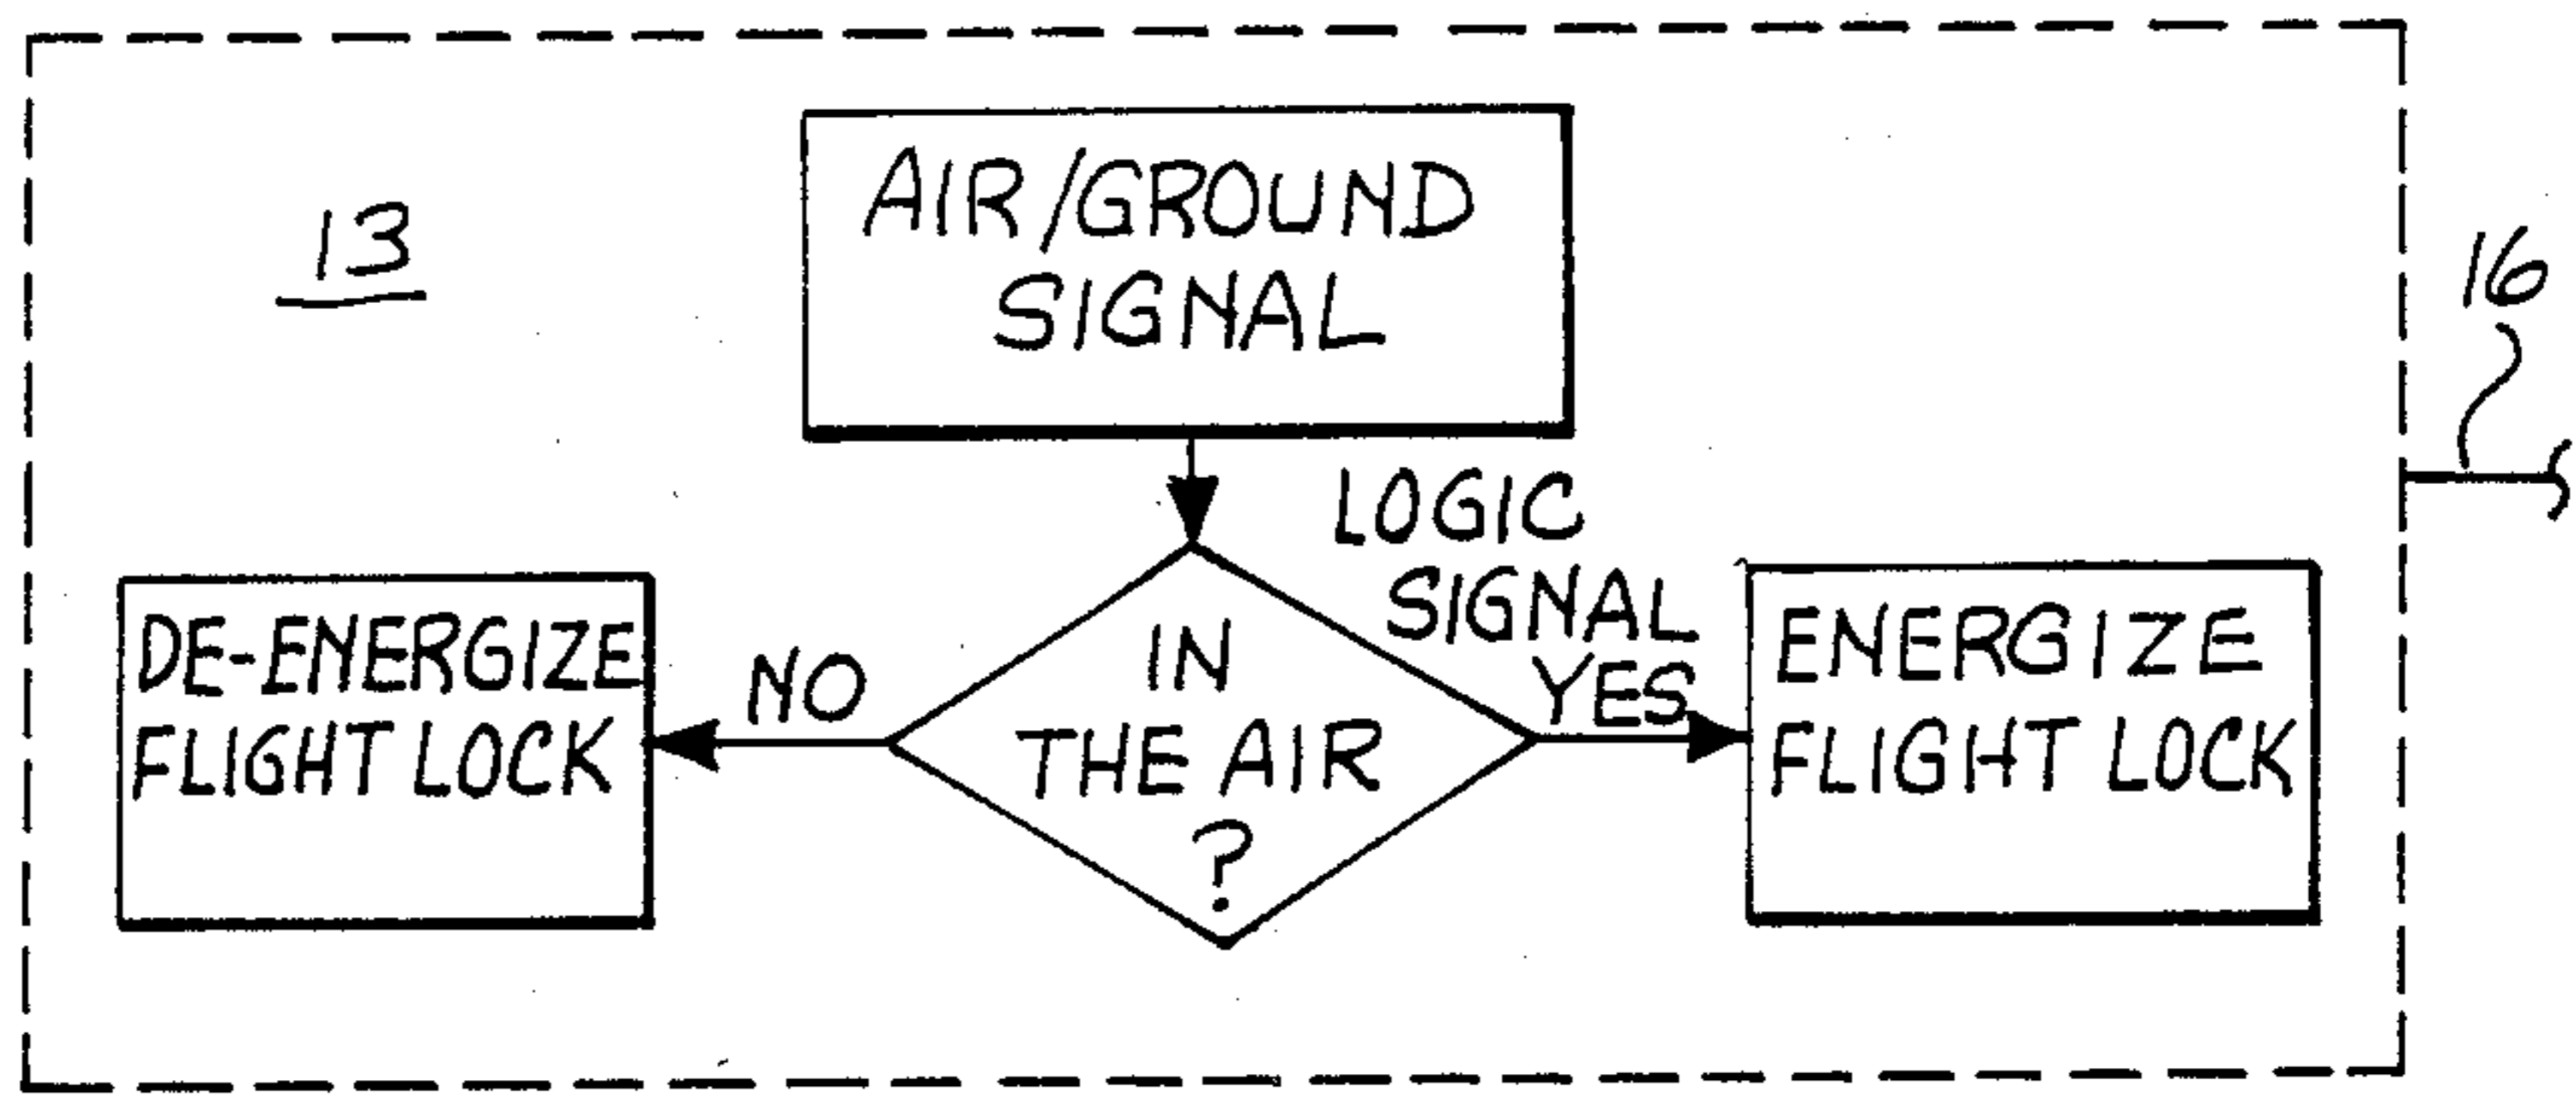 13
AIR/GROUND
SIGNAL
16
LOGIC
SIGNAL
YES
NO
IN
THE AIR
?
DE-ENERGIZE
FLIGHT LOCK
ENERGIZE
FLIGHT LOCK